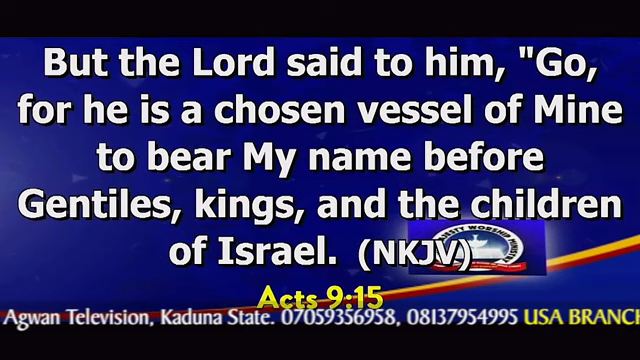 But the Lord said to him, "Go,
for he is a chosen vessel of Mine
to bear My name before
Gentiles, kings, and the children
of Israel. (NKJV)
Acts 9:15
Agwan Television, Kaduna State. 07059356958, 08137954995 USA BRANCH